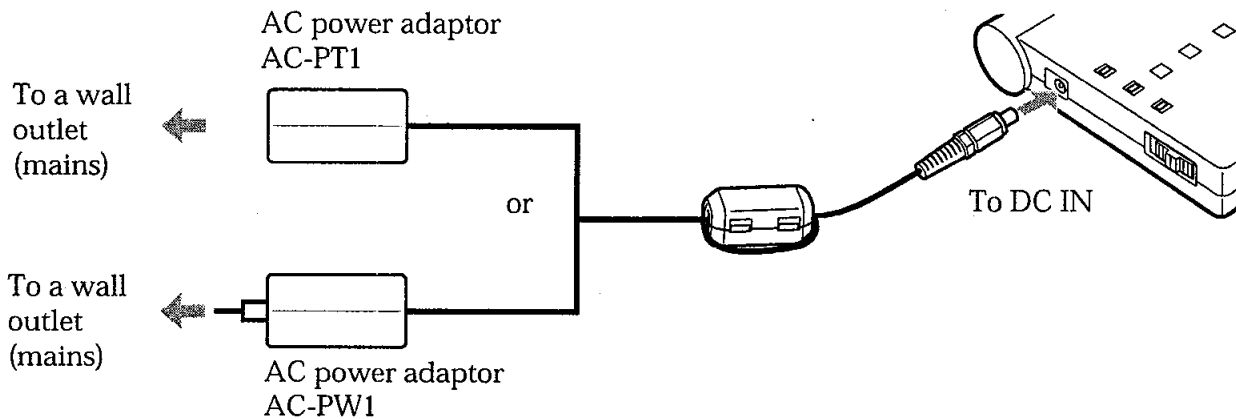 AC power adaptor
AC-PT1
To a wall
outlet
(mains)
or
To DC IN
To a wall
outlet
(mains)
AC power adaptor
AC-PW1